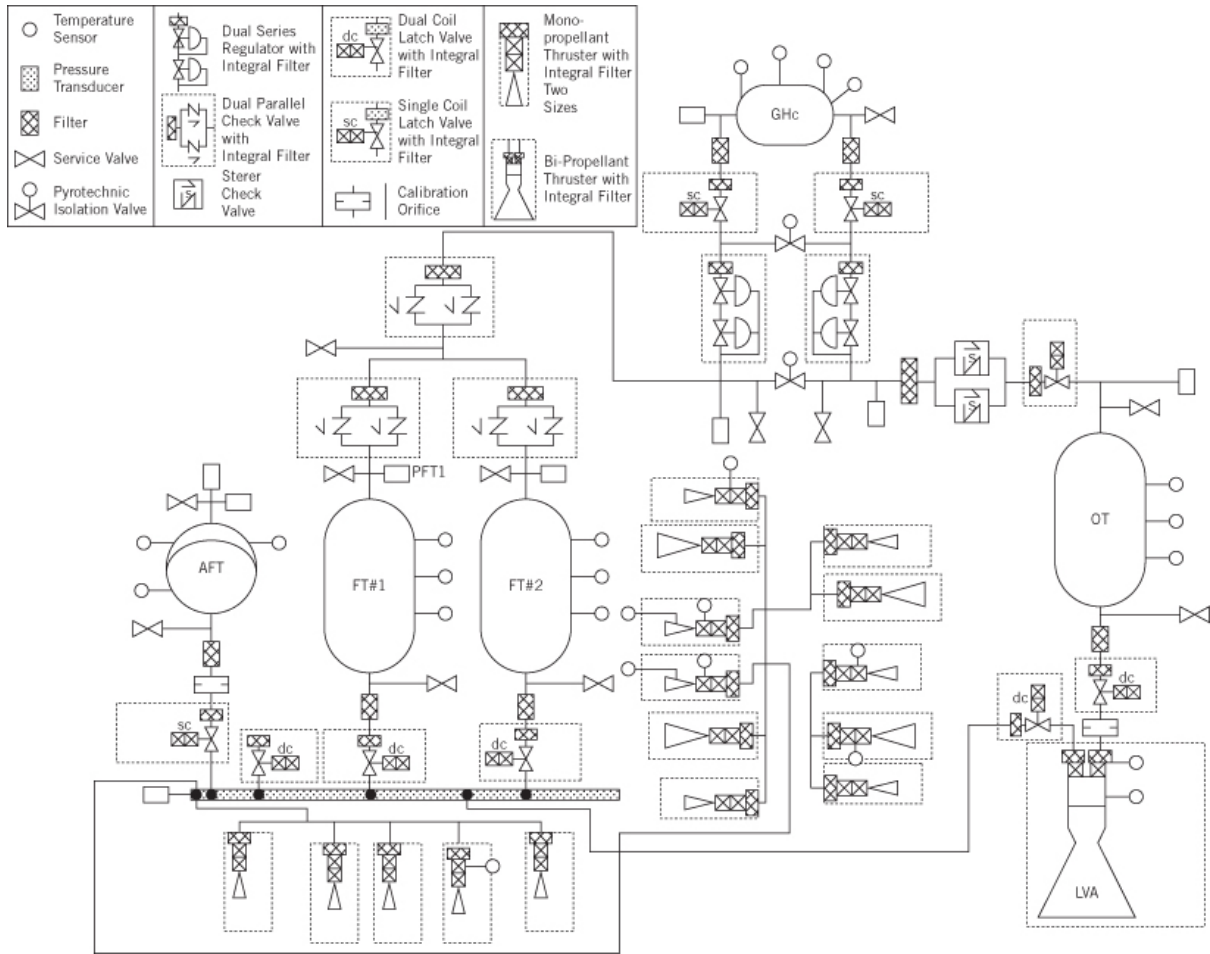 Temperature
Sensor
Pressure
Transducer
Filter
Service Valve
Pyrotechnic
Isolation Valve
Dual Series
Regulator with
Integral Filter
Dual Parallel
Check Valve
with
Integral Filter
Sterer
Check
Valve
S
dc
Dual Coil
Latch Valve
with Integral
Filter
sc
Single Coil
Latch Valve
with Integral
Filter
Calibration
Orifice
Mono-
propellant
Thruster with
Integral Filter
Two
Sizes
Bi-Propellant
Thruster with
Integral Filter
GHc
sc
sc
S
S
PFT1
AFT
FT#1
FT#2
OT
sc
dc
dc
dc
dc
dc
LVA